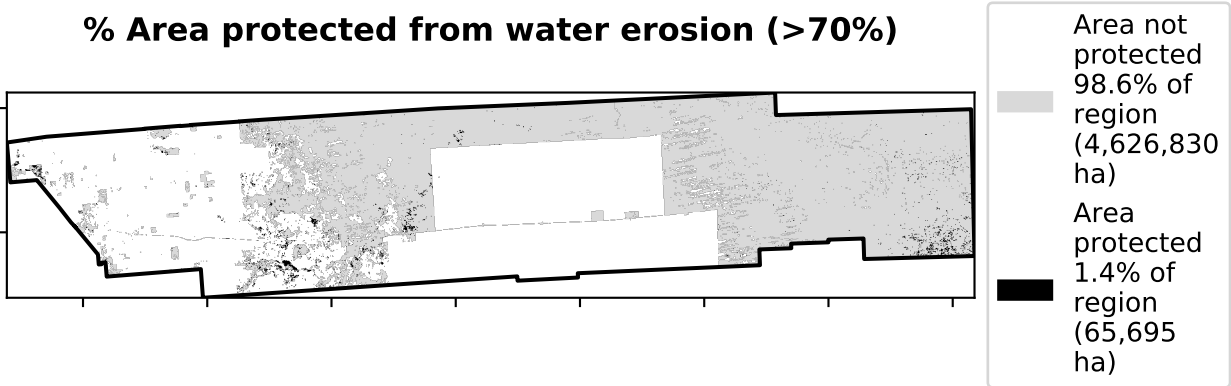 % Area protected from water erosion (>70%)
Area not
protected
98.6% of
region
(4,626,830
ha)
Area
protected
1.4% of
region
(65,695
ha)